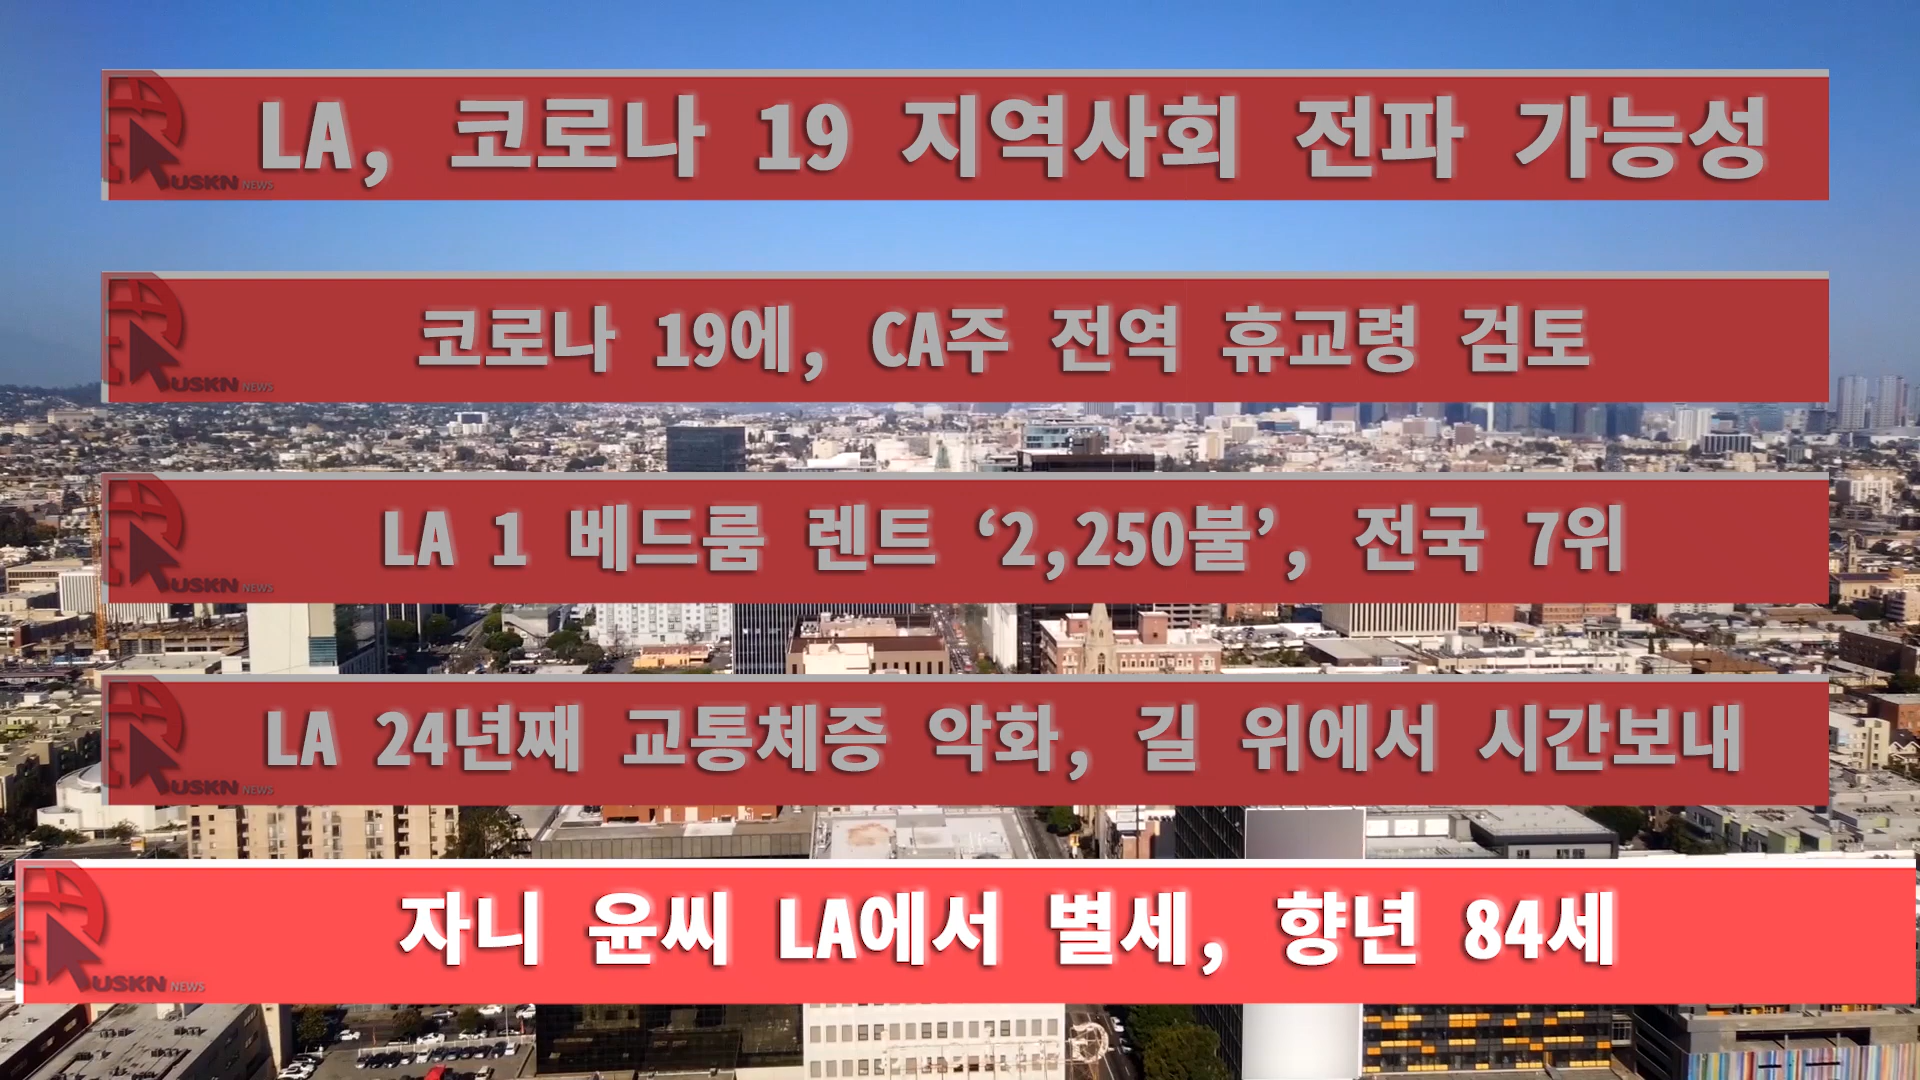 LA, 코로나 19 지역사회 전파 가능성
USKN NEWS
코로나 19에, CA주 전역 휴교령 검토
USKN NEWS
LA 1 베드룸 렌트 ‘2,250불’, 전국 7위
USKN NEWS
LA 24년째 교통체증 악화, 길 위에서 시간보내
USKN NEWS
자니 윤씨 LA에서 별세, 향년 84세
USKN NEWS